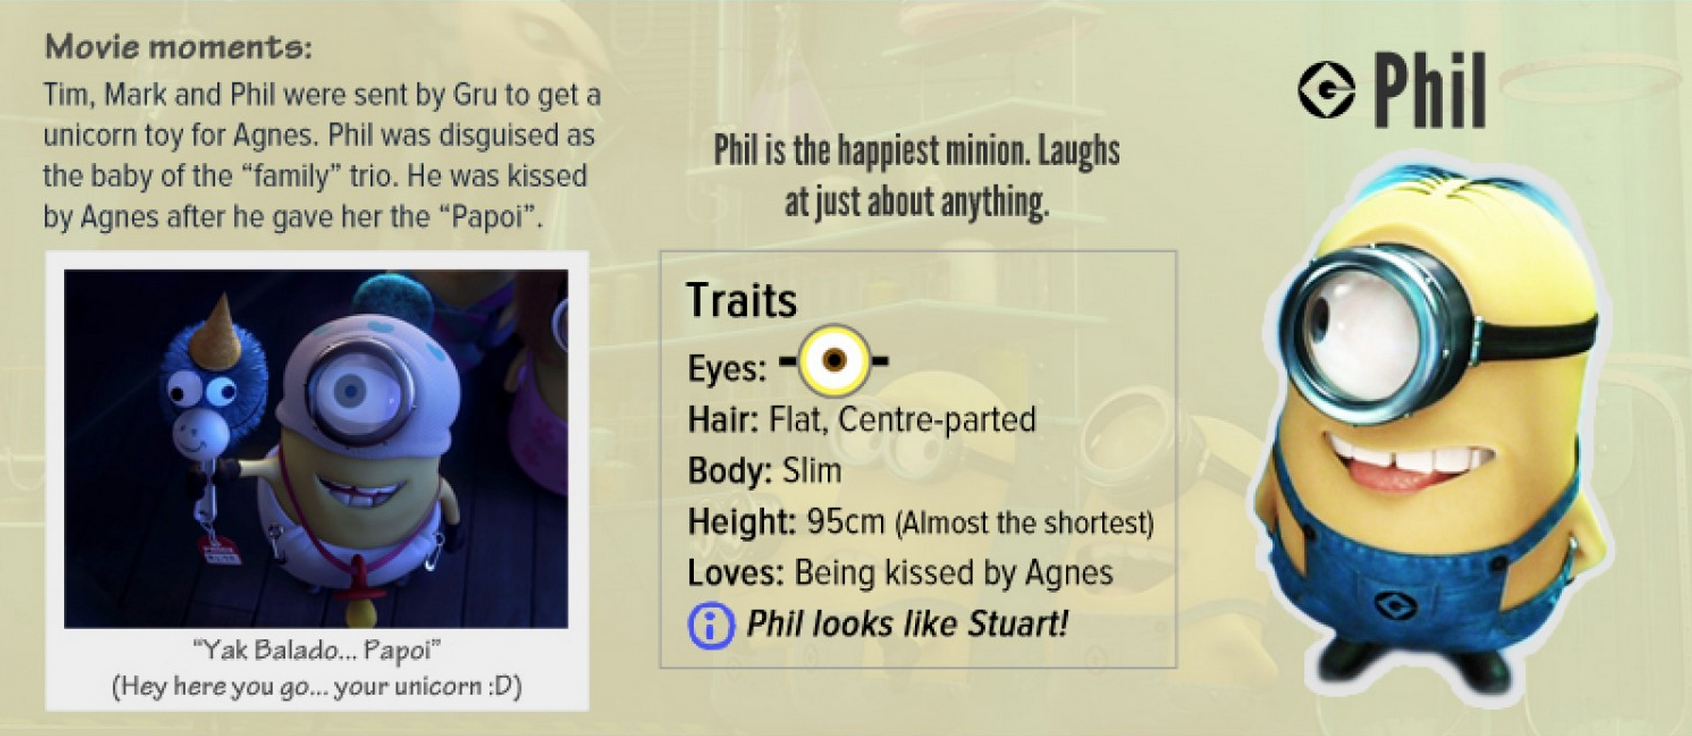 Movie moments:
Tim, Mark and Phil were sent by Gru to get a
unicorn toy for Agnes. Phil was disguised as
the baby of the “family” trio. He was kissed
by Agnes after he gave her the “Papoi”.
“Yak Balado... Papoi”
(Hey here you go... your unicorn :D)
Phil is the happiest minion. Laughs
at just about anything.
Traits
Eyes:
Hair: Flat, Centre-parted
Body: Slim
Height: 95cm (Almost the shortest)
Loves: Being kissed by Agnes
Phil looks like Stuart!
Phil